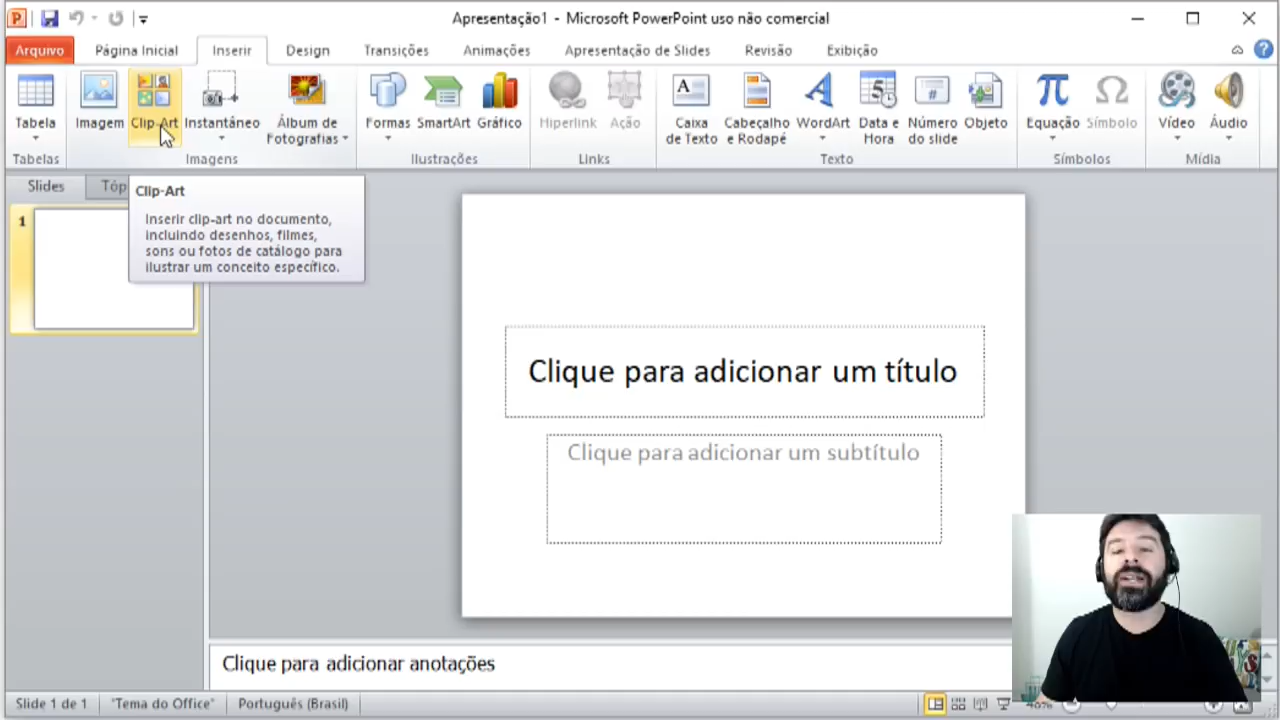 Apresentação1 - Microsoft PowerPoint uso não comercial
Arquivo Página Inicial Inserir Design Transições Animações Apresentação de Slides Revisão Exibição
Tabela Imagem Clip-Art Instantâneo Álbum de Fotografias Formas SmartArt Gráfico Hiperlink Ação Caixa de Texto Cabeçalho e Rodapé WordArt Data e Hora Número do slide Objeto Equação Símbolo Vídeo Áudio
Tabelas Imagens Ilustrações Links Texto Símbolos Mídia
Slides Tóp
Clip-Art
Inserir clip-art no documento,
incluindo desenhos, filmes,
sons ou fotos de catálogo para
ilustrar um conceito específico.
1
Clique para adicionar um título
Clique para adicionar um subtítulo
Clique para adicionar anotações
Slide 1 de 1 "Tema do Office" Português (Brasil)